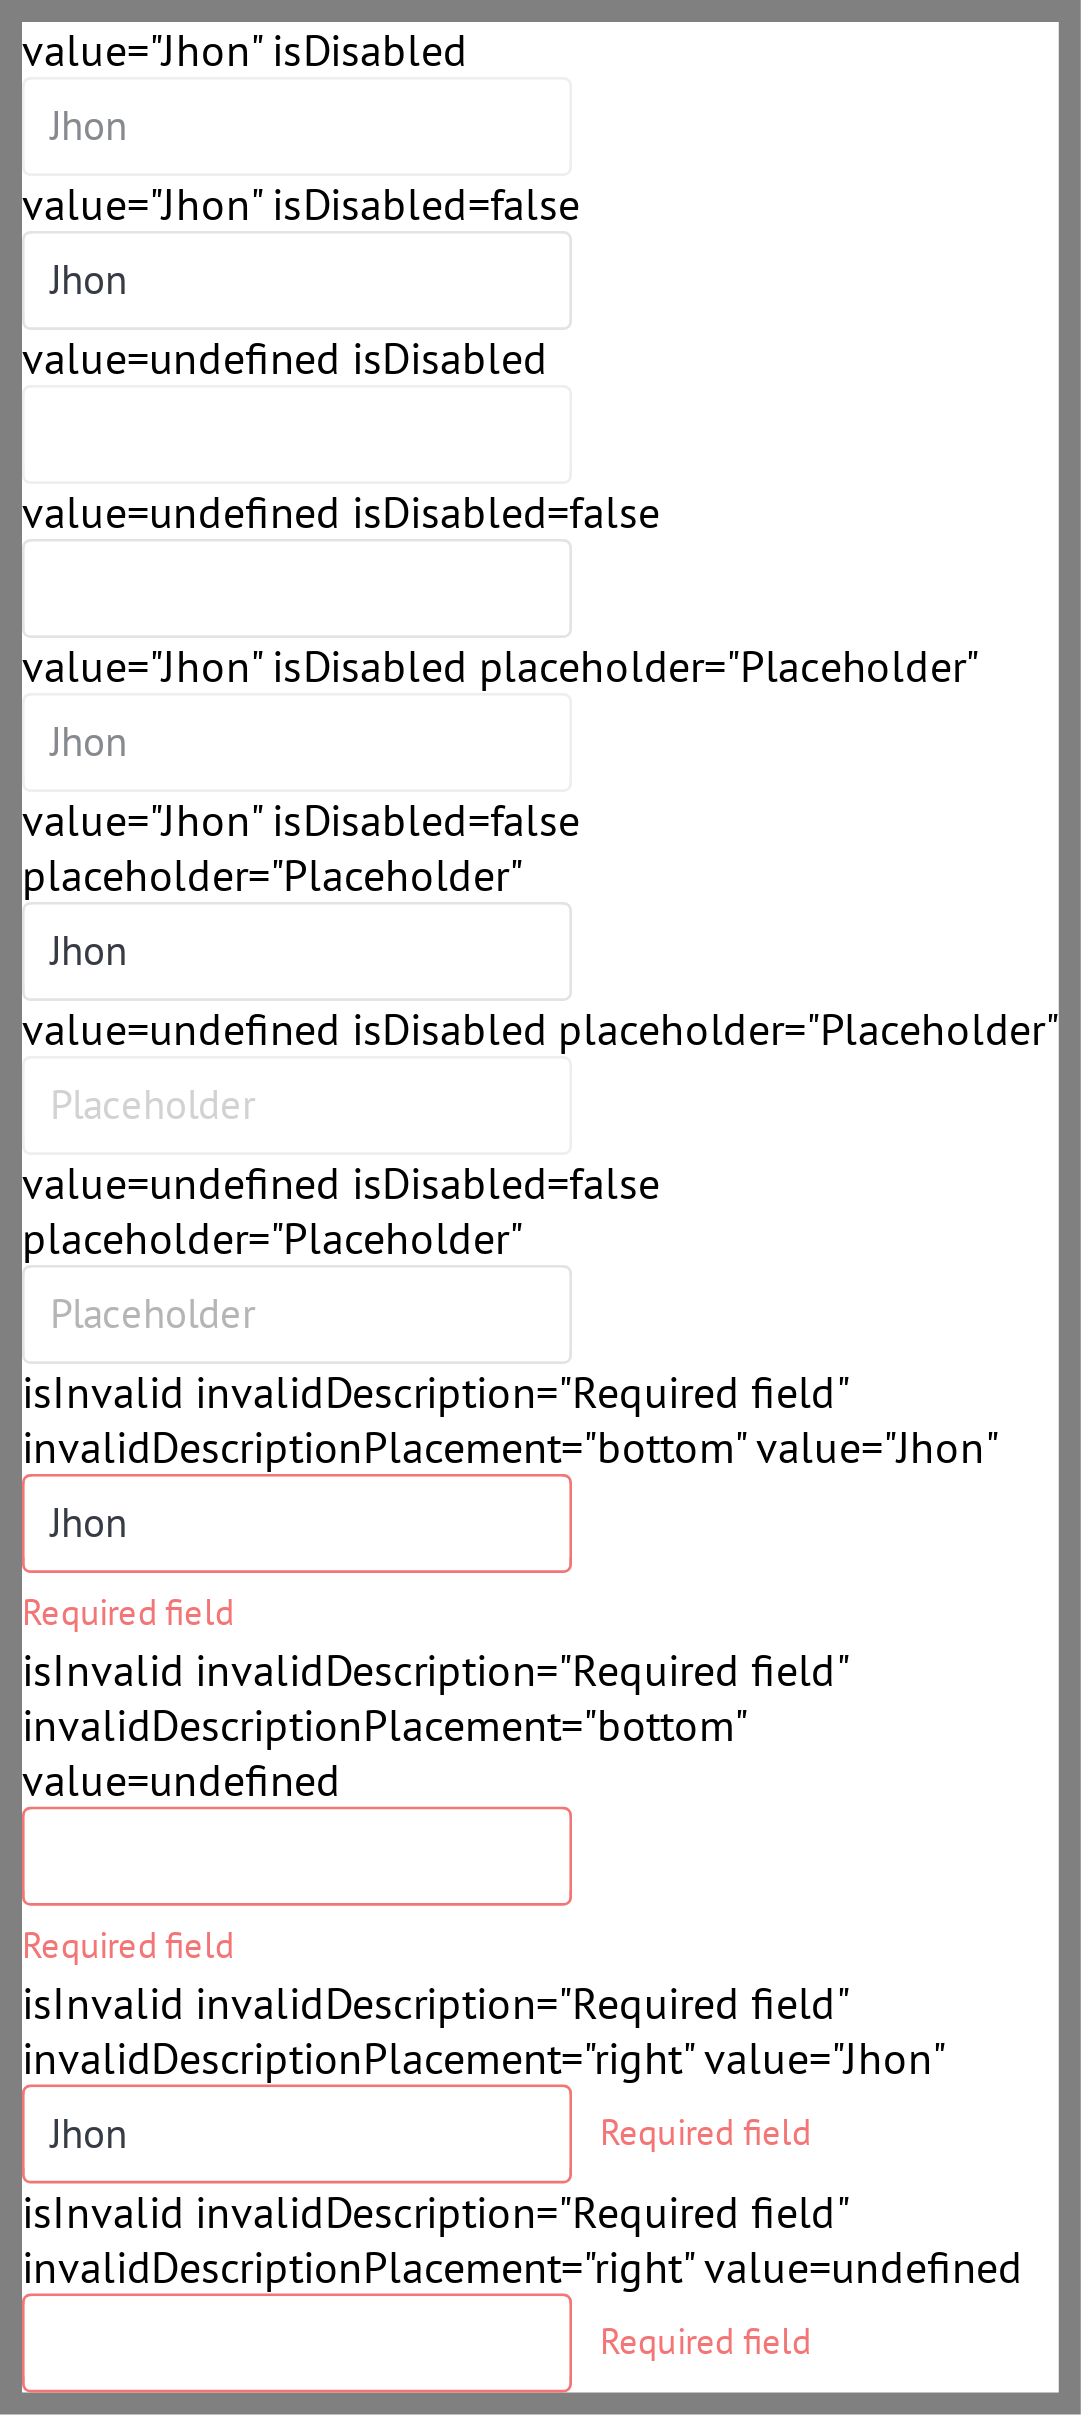 value="Jhon" isDisabled
Jhon
value="Jhon" isDisabled=false
Jhon
value=undefined isDisabled
value=undefined isDisabled=false
value="Jhon" isDisabled placeholder="Placeholder"
Jhon
value="Jhon" isDisabled=false
placeholder="Placeholder"
Jhon
value=undefined isDisabled placeholder="Placeholder"
Placeholder
value=undefined isDisabled=false
placeholder="Placeholder"
Placeholder
isInvalid invalidDescription="Required field"
invalidDescriptionPlacement="bottom" value="Jhon"
Jhon
Required field
isInvalid invalidDescription="Required field"
invalidDescriptionPlacement="bottom"
value=undefined
Required field
isInvalid invalidDescription="Required field"
invalidDescriptionPlacement="right" value="Jhon"
Jhon Required field
isInvalid invalidDescription="Required field"
invalidDescriptionPlacement="right" value=undefined
Required field